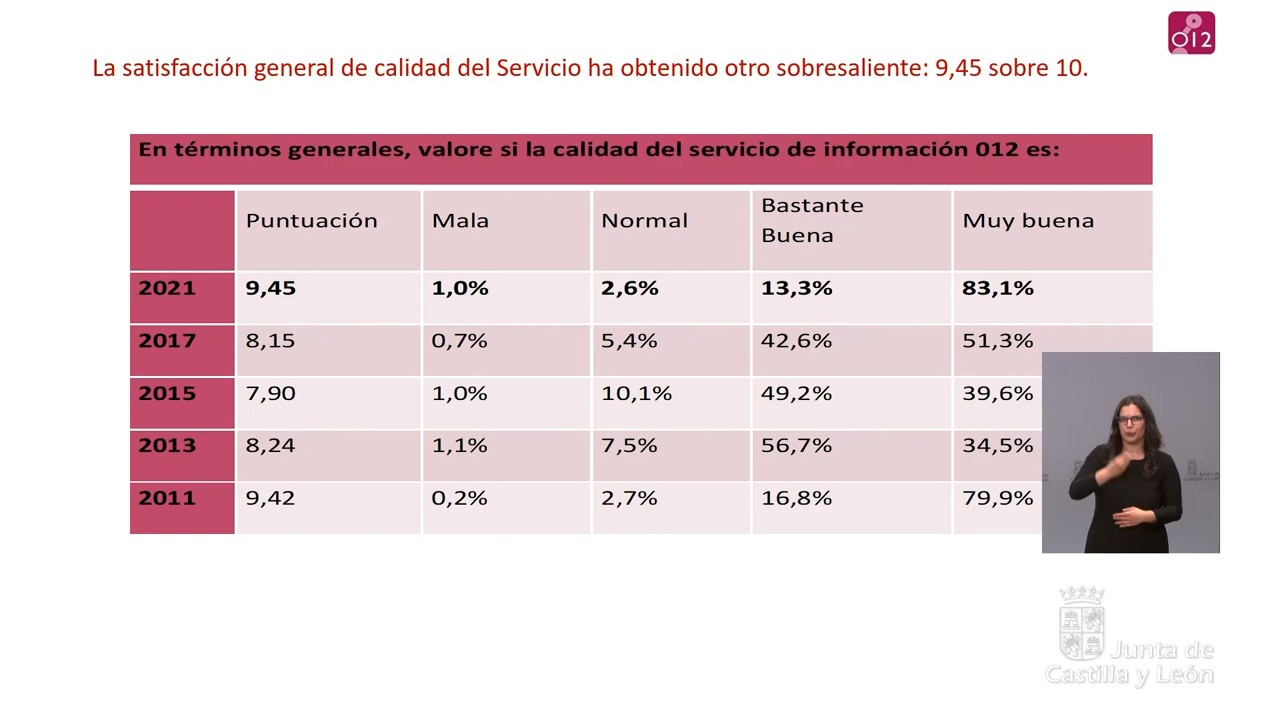 012
La satisfacción general de calidad del Servicio ha obtenido otro sobresaliente: 9,45 sobre 10.
En términos generales, valore si la calidad del servicio de información 012 es:
Puntuación Mala Normal Bastante Buena Muy buena
2021 9,45 1,0% 2,6% 13,3% 83,1%
2017 8,15 0,7% 5,4% 42,6% 51,3%
2015 7,90 1,0% 10,1% 49,2% 39,6%
2013 8,24 1,1% 7,5% 56,7% 34,5%
2011 9,42 0,2% 2,7% 16,8% 79,9%
Junta de
Castilla y León